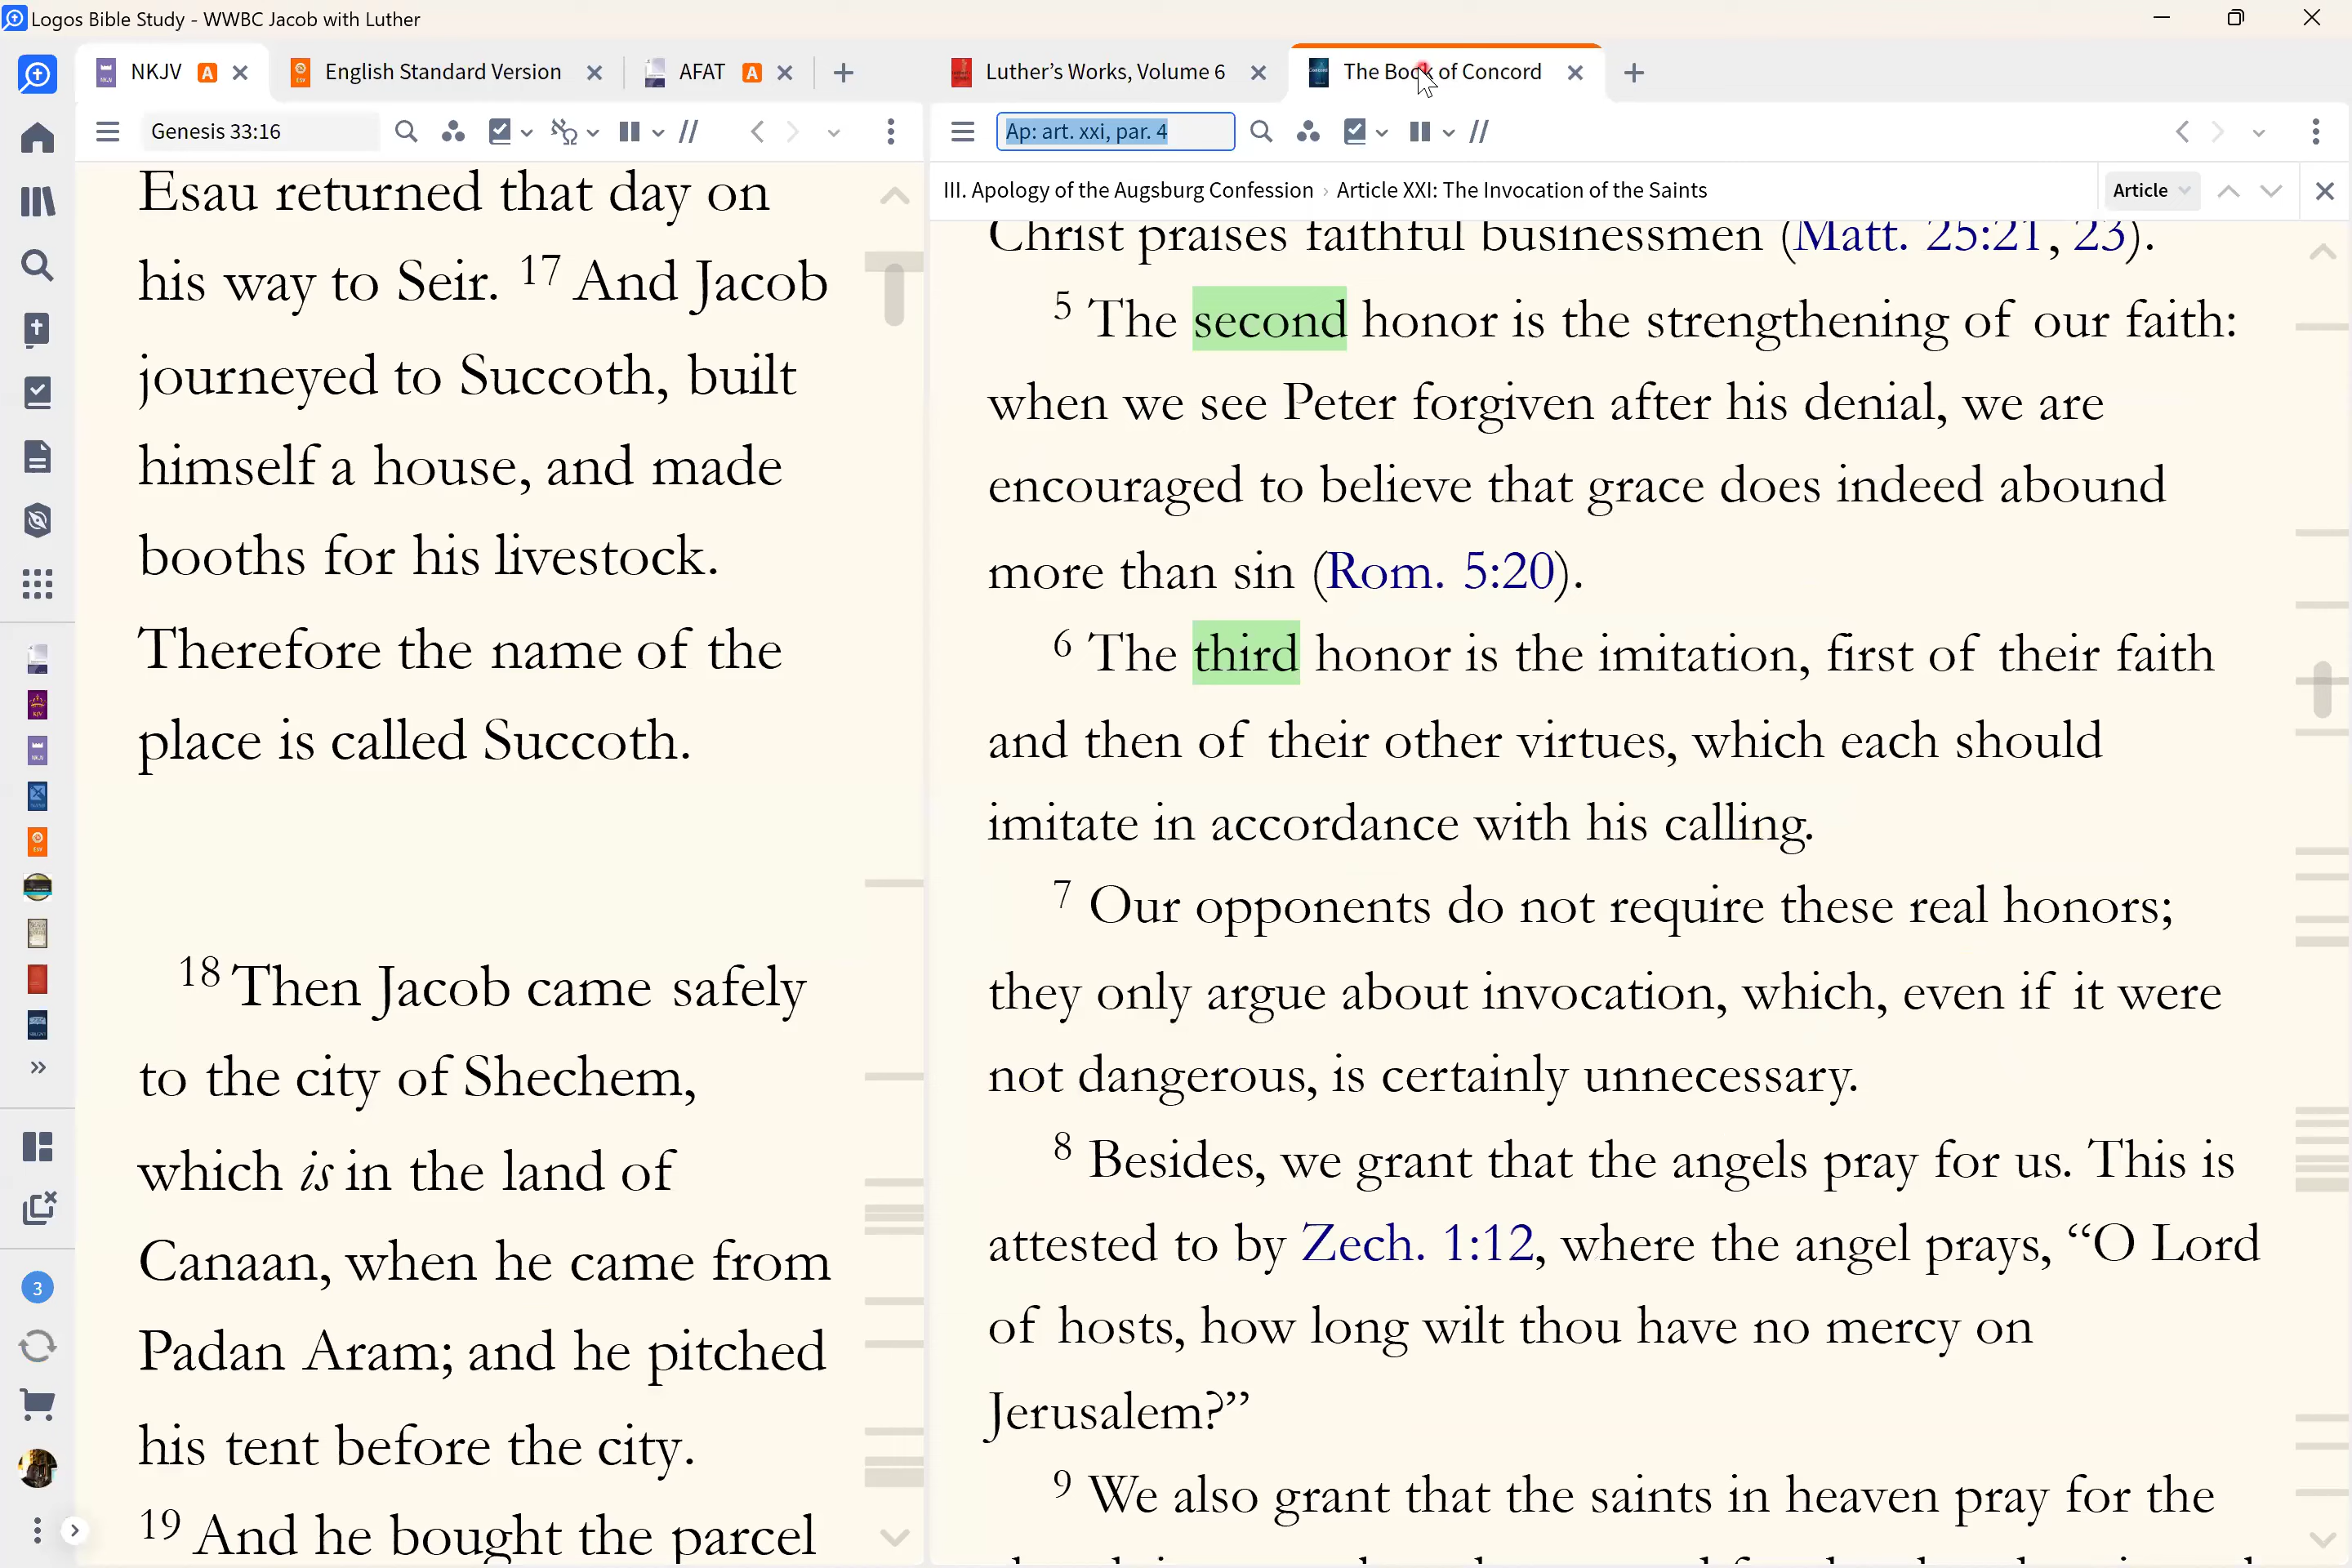 Logos Bible Study - WWBC Jacob with Luther
NKJV A
English Standard Version
AFAT A
Luther's Works, Volume 6
The Book of Concord
Genesis 33:16
Ap: art. xxi, par. 4
III. Apology of the Augsburg Confession › Article XXI: The Invocation of the Saints
Article
Esau returned that day on
his way to Seir. 17 And Jacob
journeyed to Succoth, built
himself a house, and made
booths for his livestock.
Therefore the name of the
place is called Succoth.
18 Then Jacob came safely
to the city of Shechem,
which is in the land of
Canaan, when he came from
Padan Aram; and he pitched
his tent before the city.
19 And he bought the parcel
Christ praises faithful businessmen (Matt. 25:21, 23).
5 The second honor is the strengthening of our faith:
when we see Peter forgiven after his denial, we are
encouraged to believe that grace does indeed abound
more than sin (Rom. 5:20).
6 The third honor is the imitation, first of their faith
and then of their other virtues, which each should
imitate in accordance with his calling.
7 Our opponents do not require these real honors;
they only argue about invocation, which, even if it were
not dangerous, is certainly unnecessary.
8 Besides, we grant that the angels pray for us. This is
attested to by Zech. 1:12, where the angel prays, “O Lord
of hosts, how long wilt thou have no mercy on
Jerusalem?”
9 We also grant that the saints in heaven pray for the
3